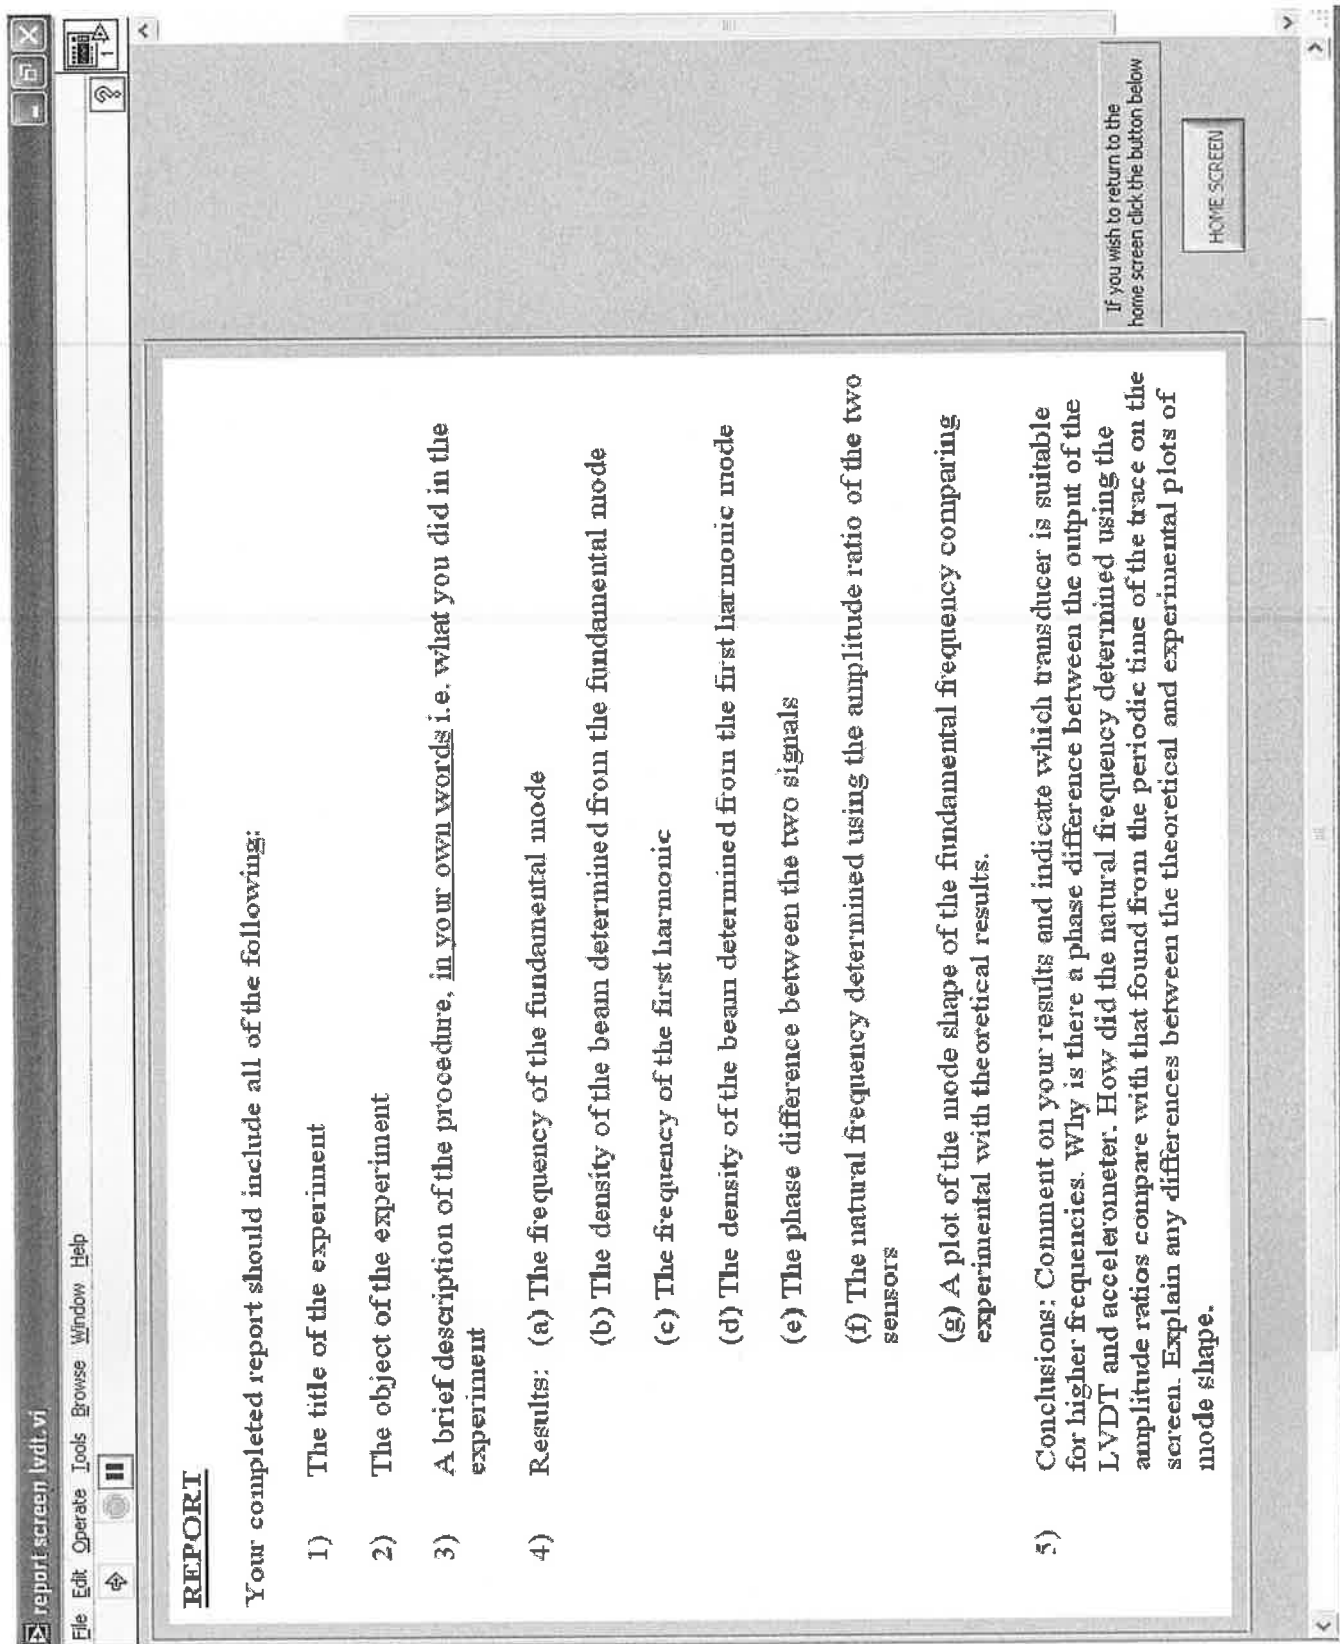 report screen lvdt.vi
File Edit Operate Tools Browse Window Help
REPORT
Your completed report should include all of the following:
1) The title of the experiment
2) The object of the experiment
3) A brief description of the procedure, in your own words i.e. what you did in the
experiment
4) Results: (a) The frequency of the fundamental mode
(b) The density of the beam determined from the fundamental mode
(c) The frequency of the first harmonic
(d) The density of the beam determined from the first harmonic mode
(e) The phase difference between the two signals
(f) The natural frequency determined using the amplitude ratio of the two
sensors
(g) A plot of the mode shape of the fundamental frequency comparing
experimental with theoretical results.
5) Conclusions: Comment on your results and indicate which transducer is suitable
for higher frequencies. Why is there a phase difference between the output of the
LVDT and accelerometer. How did the natural frequency determined using the
amplitude ratios compare with that found from the periodic time of the trace on the
screen. Explain any differences between the theoretical and experimental plots of
mode shape.
If you wish to return to the
home screen click the button below
HOME SCREEN